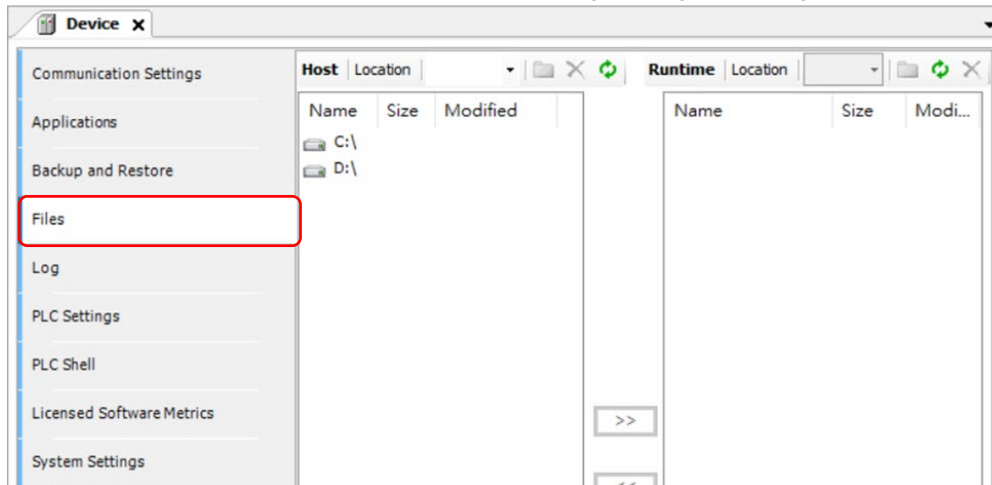 Device X
Communication Settings
Applications
Backup and Restore
Files
Log
PLC Settings
PLC Shell
Licensed Software Metrics
System Settings
Host Location
Name Size Modified
C:\
D:\
>>
<<
Runtime Location
Name Size Modi...